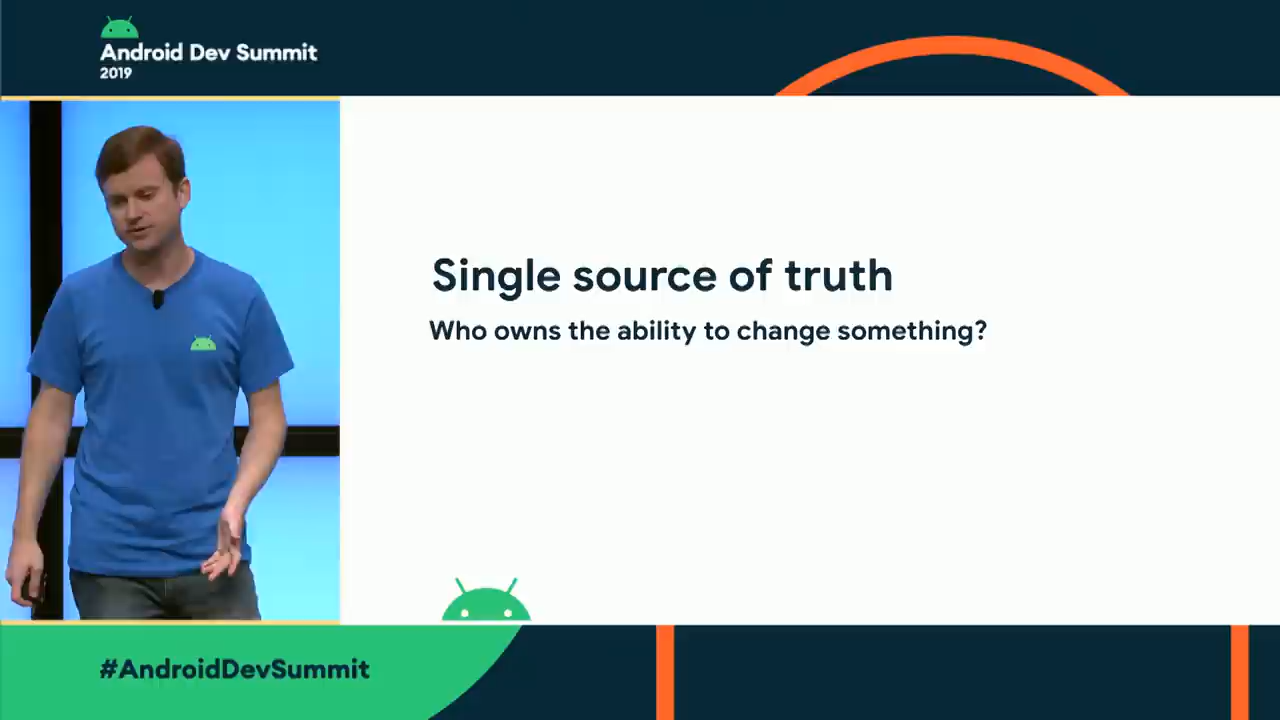 Android Dev Summit
2019
Single source of truth
Who owns the ability to change something?
#AndroidDevSummit